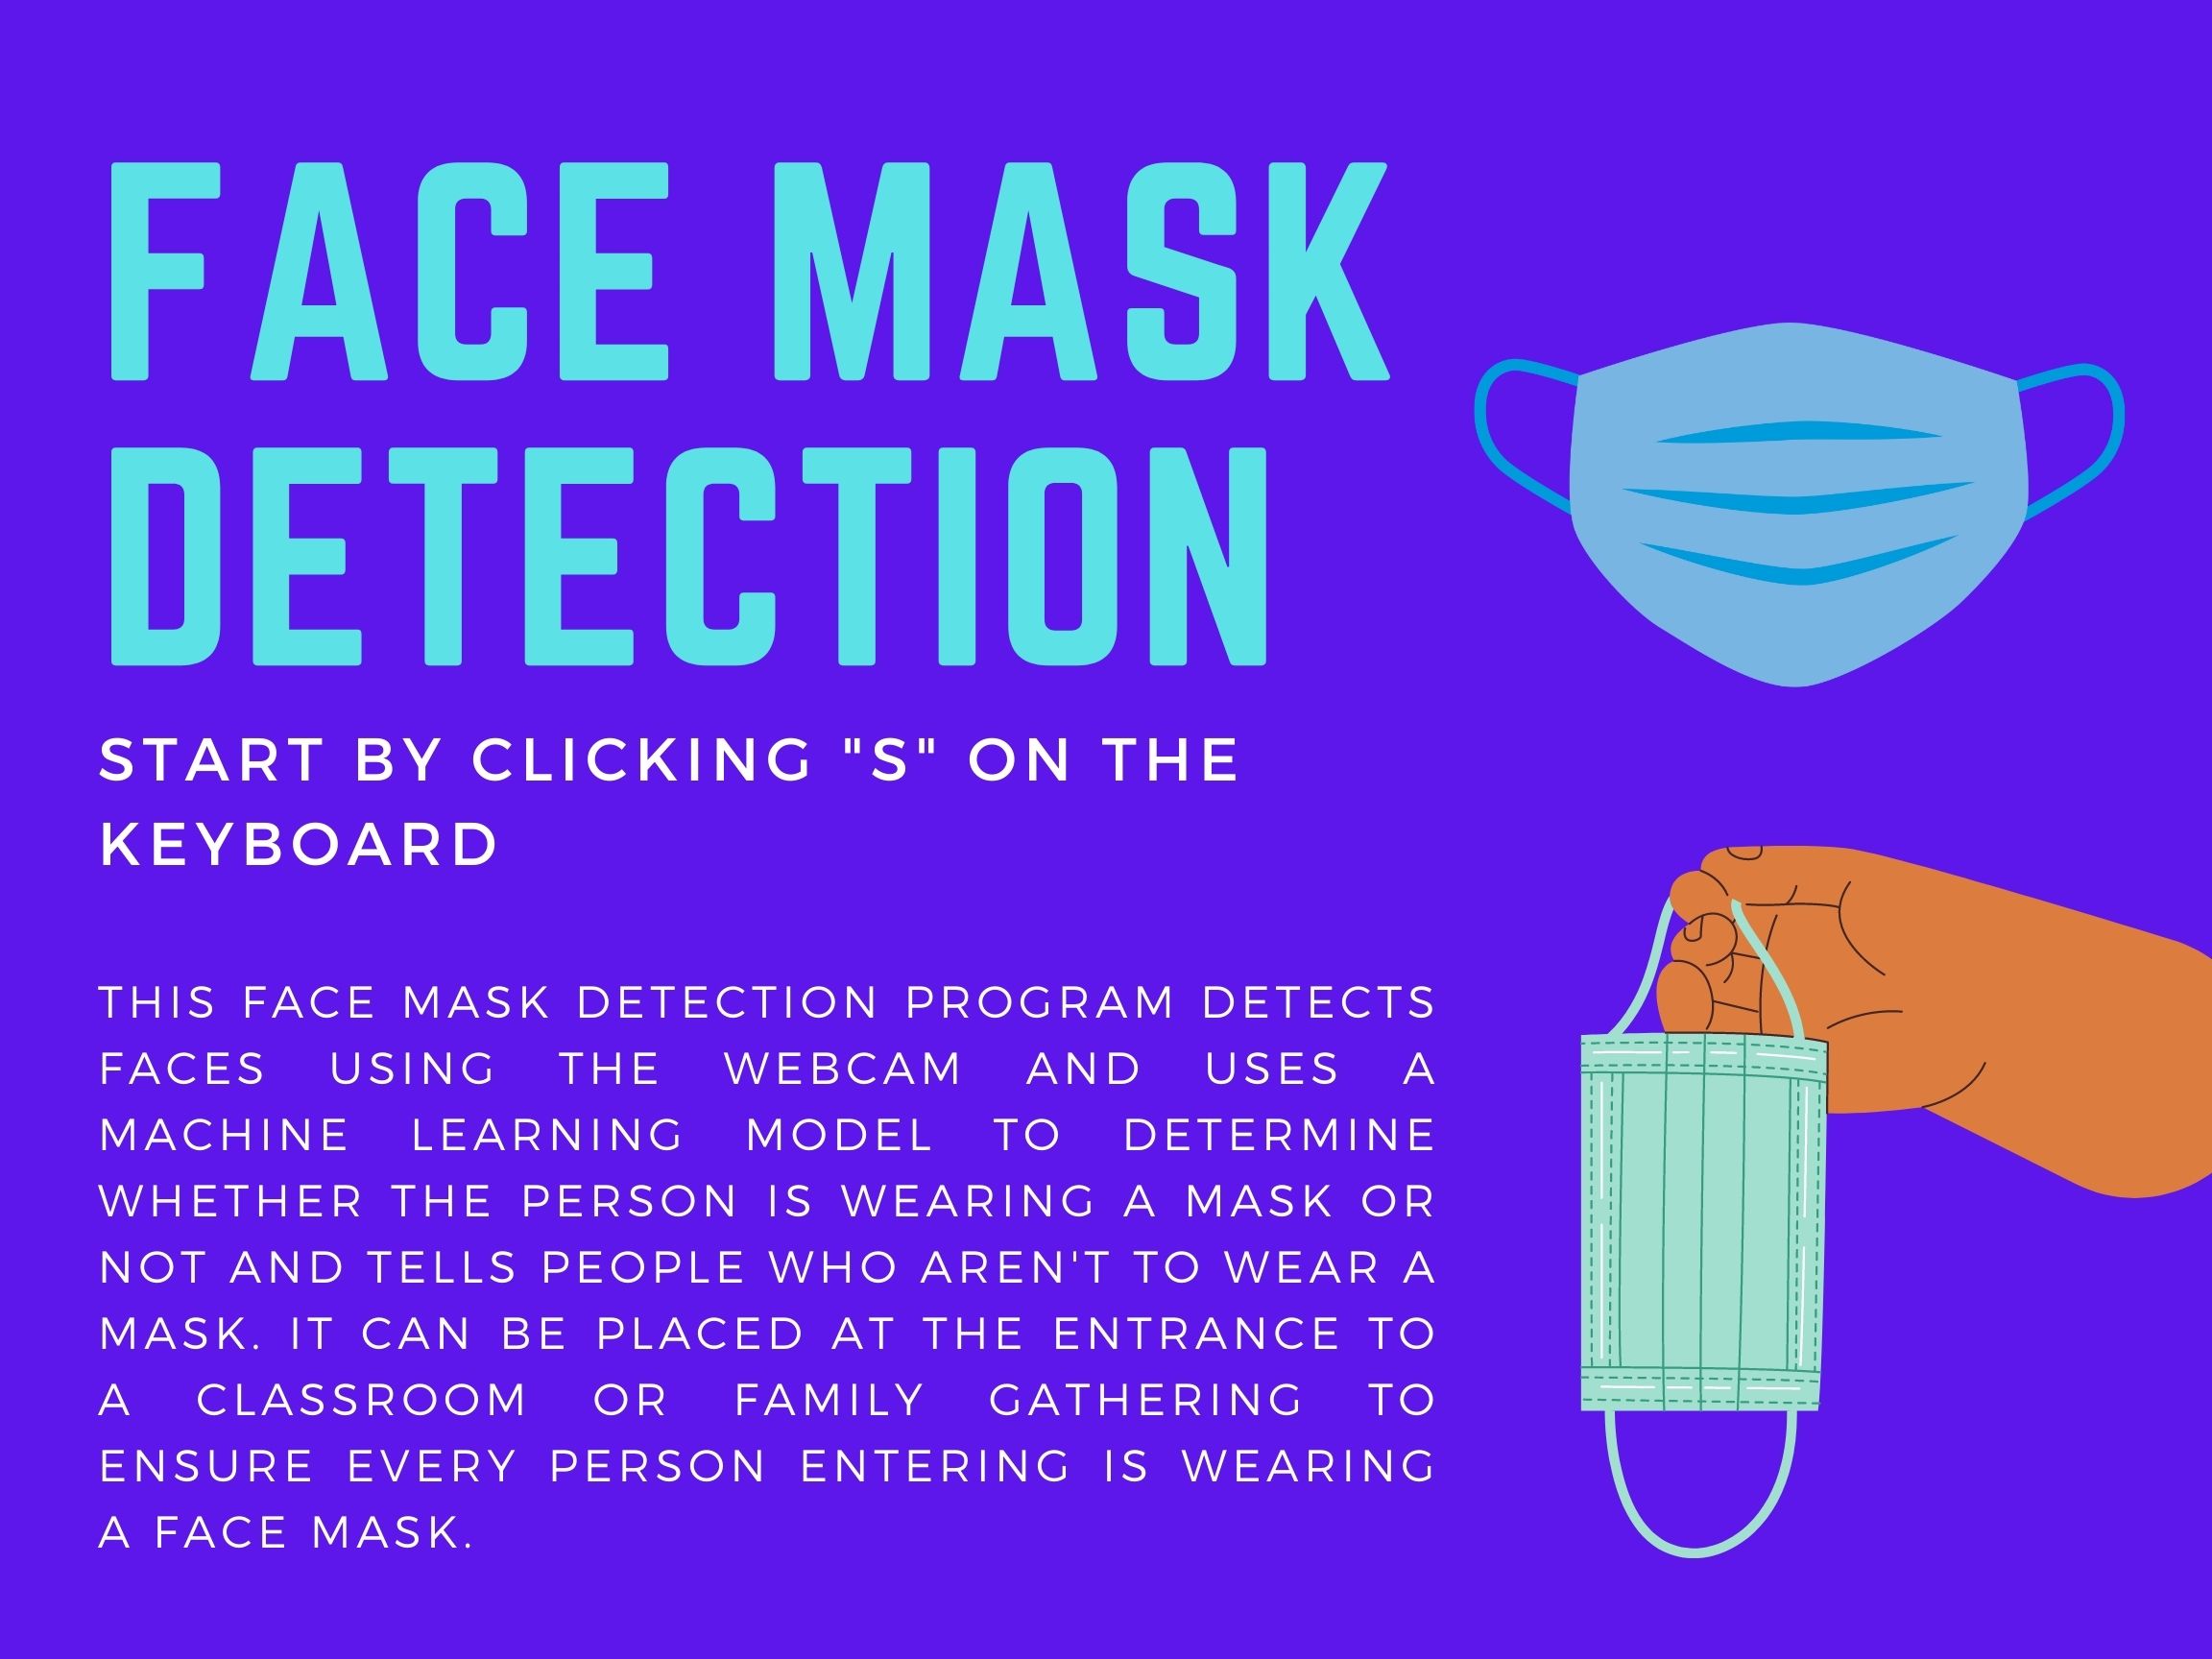 FACE MASK
DETECTION
START BY CLICKING "S" ON THE
KEYBOARD
THIS FACE MASK DETECTION PROGRAM DETECTS
FACES USING THE WEBCAM AND USES A
MACHINE LEARNING MODEL TO DETERMINE
WHETHER THE PERSON IS WEARING A MASK OR
NOT AND TELLS PEOPLE WHO AREN'T TO WEAR A
MASK. IT CAN BE PLACED AT THE ENTRANCE TO
A CLASSROOM OR FAMILY GATHERING TO
ENSURE EVERY PERSON ENTERING IS WEARING
A FACE MASK.